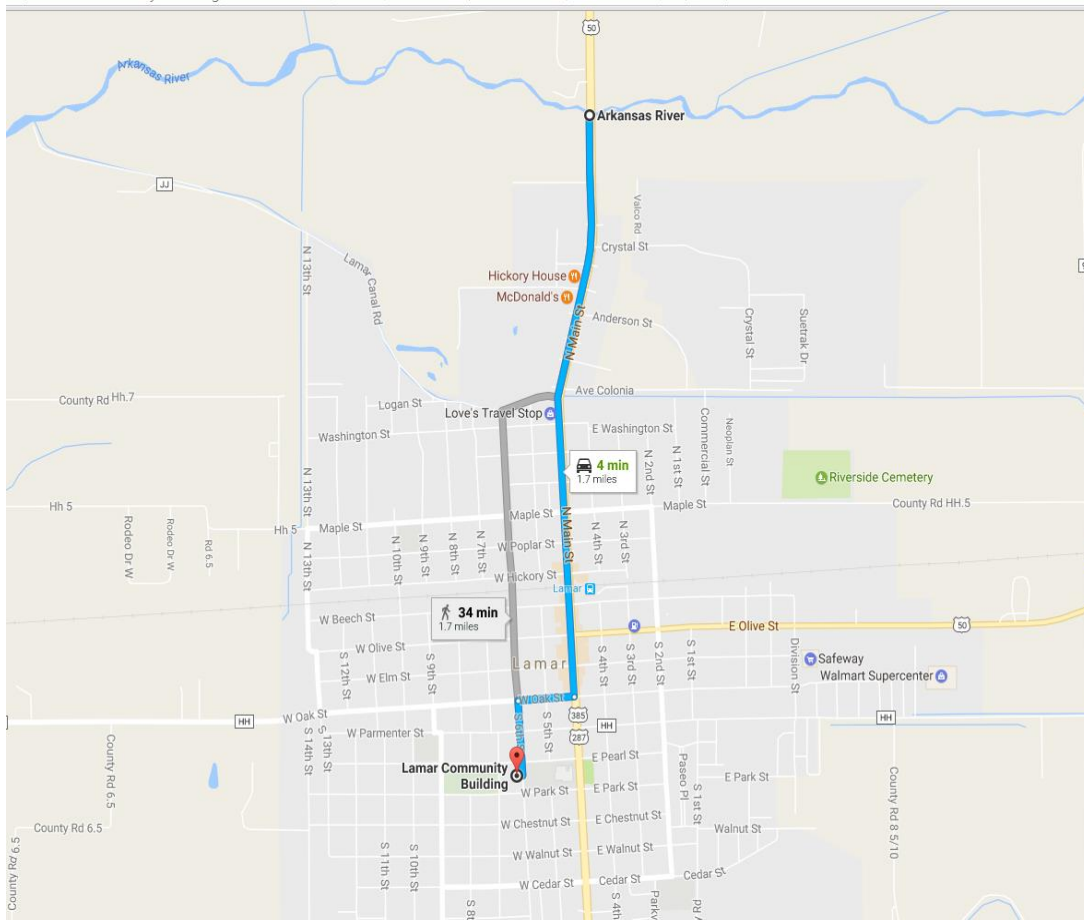 50
Arkansas River
Arkansas River
JJ
Valco Rd
Crystal St
N 13th St
Lamar Canal Rd
Hickory House
McDonald's
N Main St
Anderson St
Crystal St
Suetrak Dr
Ave Colonia
County Rd Hh.7
Logan St
Love's Travel Stop
Washington St
E Washington St
Commercial St
Neoplan St
N 2nd St
N 1st St
4 min
1.7 miles
Riverside Cemetery
N 13th St
Hh 5
Hh 5
Maple St
Maple St
Maple St
County Rd HH.5
Rodeo Dr W
Rodeo Dr W
Rd 6.5
N 13th St
N 10th St
N 9th St
N 8th St
N 7th St
W Poplar St
N Main St
N 4th St
N 3rd St
W Hickory St
Lamar
34 min
1.7 miles
W Beech St
E Olive St
50
W Olive St
Lamar
S 12th St
W Elm St
S 9th St
S 4th St
S 3rd St
S 2nd St
S 1st St
Division St
Safeway
Walmart Supercenter
W Oak St
W Oak St
HH
385
HH
HH
287
S 14th St
S 13th St
W Parmenter St
S 6th St
S 5th St
E Pearl St
Lamar Community
Building
County Rd 6.5
W Park St
E Park St
E Park St
Paseo Pl
S 1st St
County Rd 8 5/10
County Rd 6.5
W Chestnut St
E Chestnut St
Walnut St
W Walnut St
E Walnut St
S 11th St
S 10th St
County Rd 6.5
W Cedar St
Cedar St
Cedar St
S 8t
S 4th
Parkv